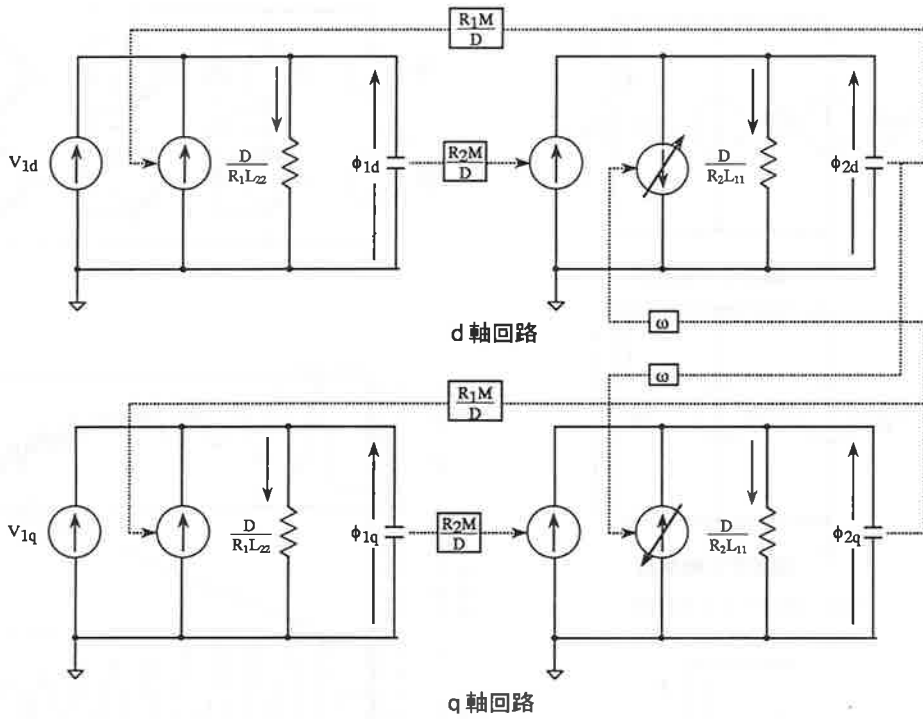 R₁M
D
V₁d
D
R₁L₂₂
ϕ₁d
R₂M
D
D
R₂L₁₁
ϕ₂d
ω
d 軸回路
ω
R₁M
D
V₁q
D
R₁L₂₂
ϕ₁q
R₂M
D
D
R₂L₁₁
ϕ₂q
q 軸回路